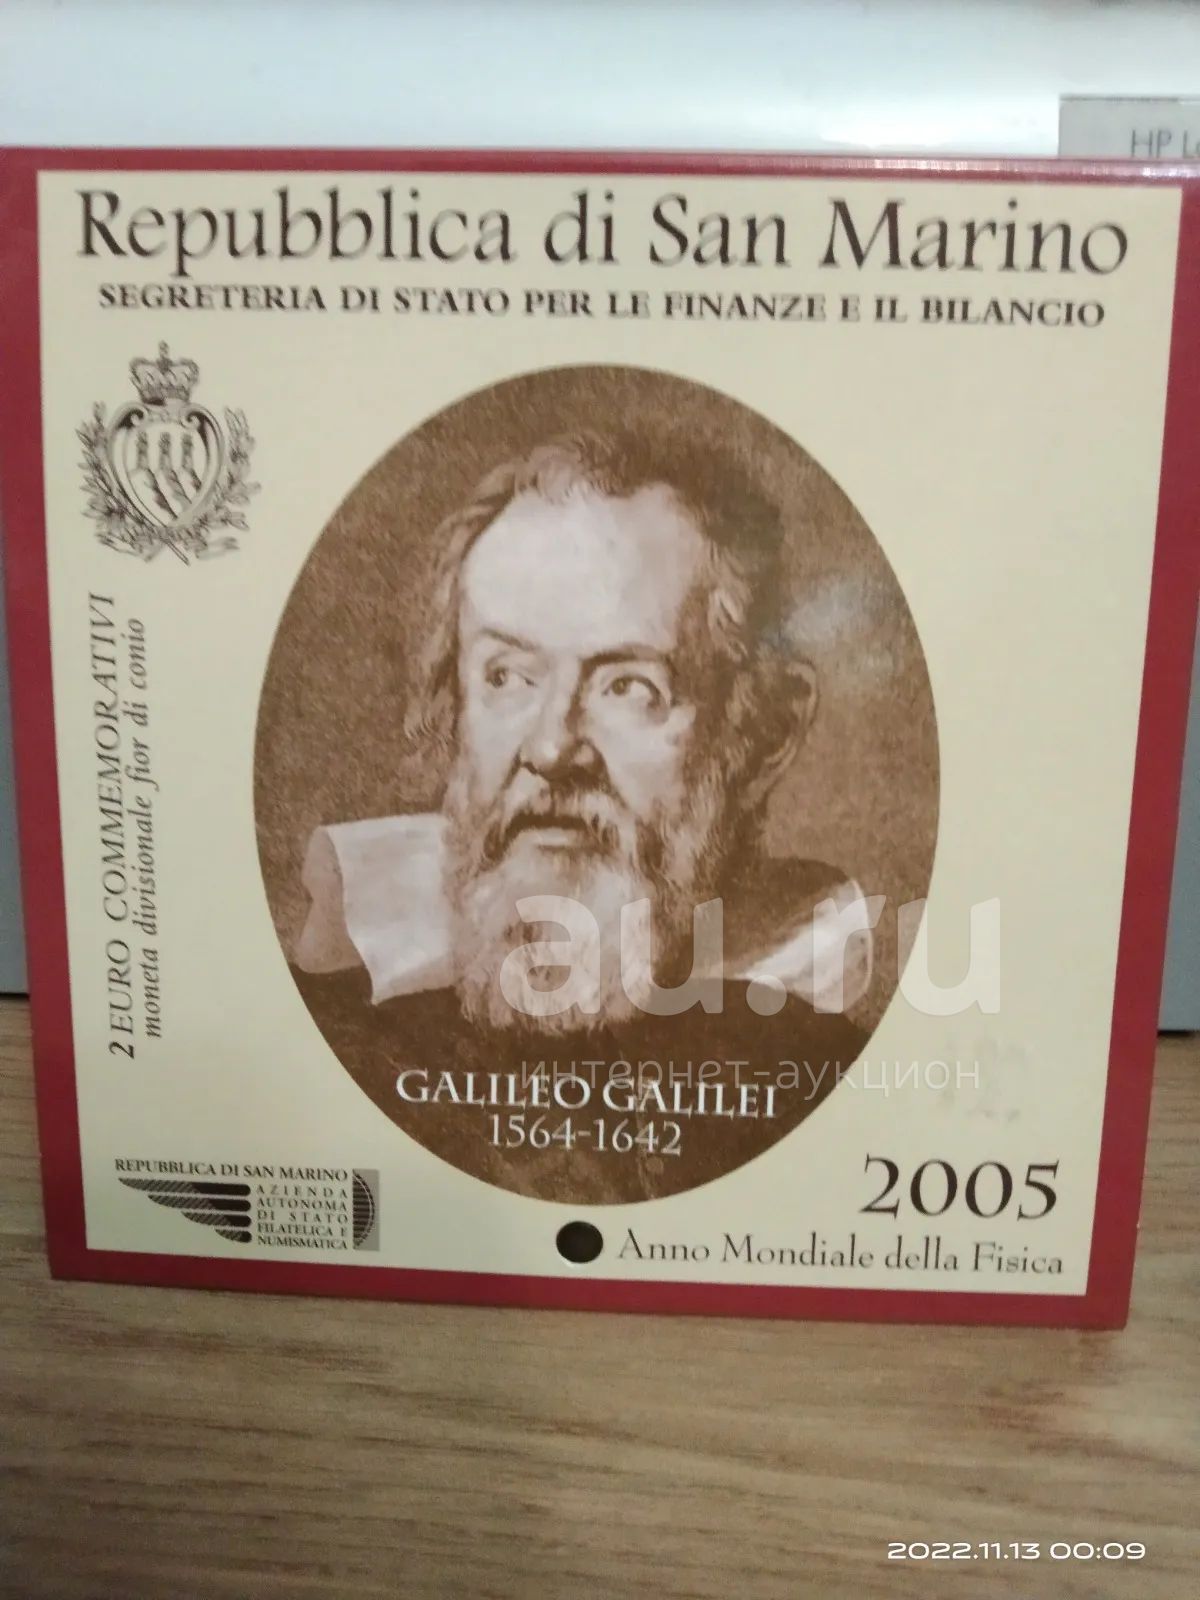 HP
Repubblica di San Marino
SEGRETERIA DI STATO PER LE FINANZE E IL BILANCIO
2 EURO COMMEMORATIVI
moneta divisionale fior di conio
au.ru
интернет-аукцион
GALILEO GALILEI
1564-1642
REPUBBLICA DI SAN MARINO
AZIENDA
AUTONOMA
DI STATO
FILATELICA E
NUMISMATICA
2005
Anno Mondiale della Fisica
2022.11.13 00:09